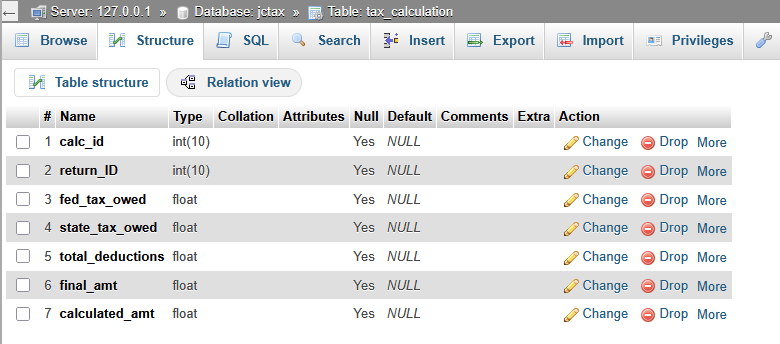 Server: 127.0.0.1 » Database: jctax » Table: tax_calculation
Browse Structure SQL Search Insert Export Import Privileges
Table structure Relation view
# Name Type Collation Attributes Null Default Comments Extra Action
1 calc_id int(10) Yes NULL Change Drop More
2 return_ID int(10) Yes NULL Change Drop More
3 fed_tax_owed float Yes NULL Change Drop More
4 state_tax_owed float Yes NULL Change Drop More
5 total_deductions float Yes NULL Change Drop More
6 final_amt float Yes NULL Change Drop More
7 calculated_amt float Yes NULL Change Drop More